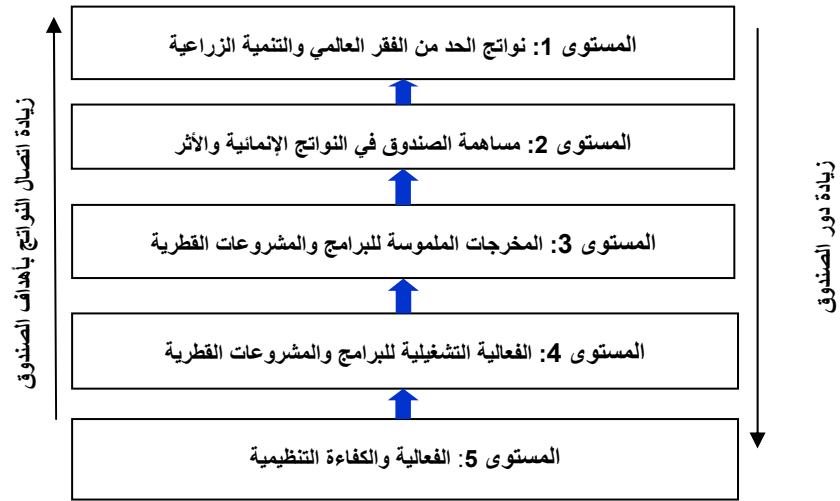 المستوى 1: نواتج الحد من الفقر العالمي والتنمية الزراعية
المستوى 2: مساهمة الصندوق في النواتج الإنمائية والأثر
المستوى 3: المخرجات الملموسة للبرامج والمشروعات القطرية
المستوى 4: الفعالية التشغيلية للبرامج والمشروعات القطرية
المستوى 5: الفعالية والكفاءة التنظيمية
زيادة دور الصندوق
زيادة اتصال النواتج بأهداف الصندوق